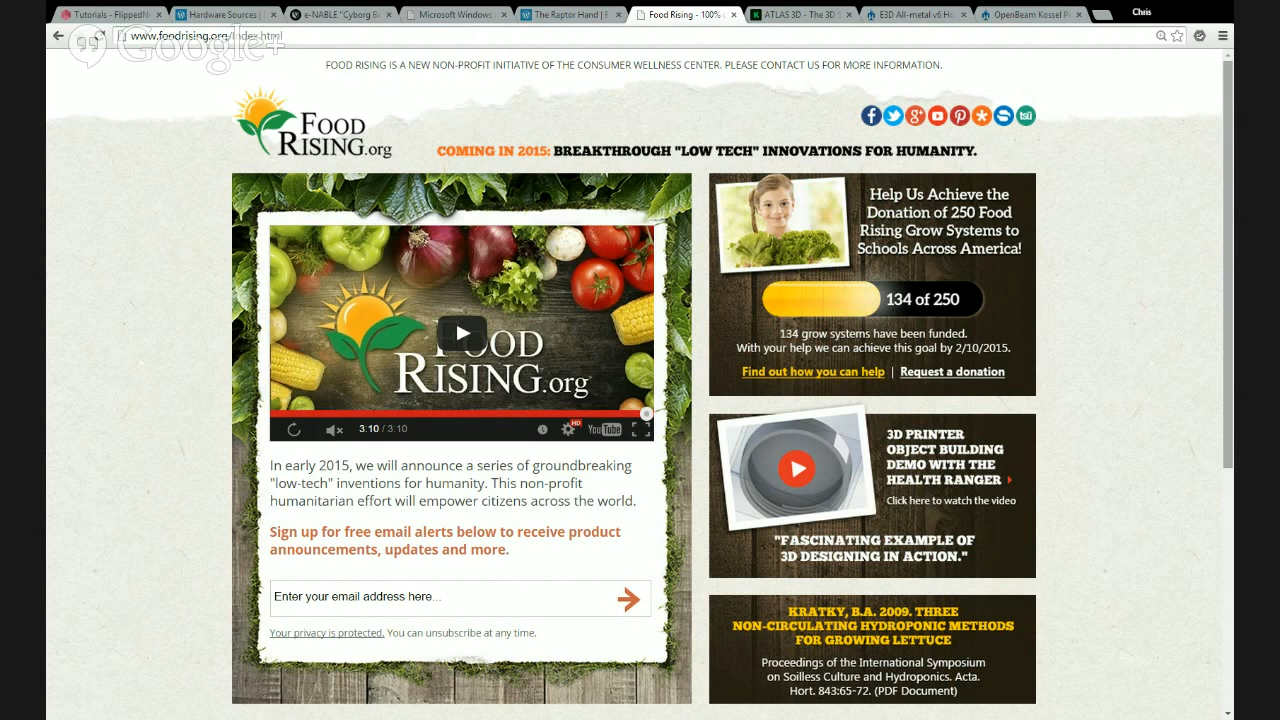 Tutorials - FlippedNo
Hardware Sources |
e-NABLE "Cyborg B
Microsoft Windows
The Raptor Hand | E
Food Rising - 100%
ATLAS 3D - The 3D S
E3D All-metal v6 H
OpenBeam Kossel P
Chris
www.foodrising.org/index.html
Google+
FOOD RISING IS A NEW NON-PROFIT INITIATIVE OF THE CONSUMER WELLNESS CENTER. PLEASE CONTACT US FOR MORE INFORMATION.
FOOD
RISING.org
COMING IN 2015: BREAKTHROUGH "LOW TECH" INNOVATIONS FOR HUMANITY.
FOOD
RISING.org
3:10 / 3:10
HD
YouTube
In early 2015, we will announce a series of groundbreaking
"low-tech" inventions for humanity. This non-profit
humanitarian effort will empower citizens across the world.
Sign up for free email alerts below to receive product
announcements, updates and more.
Enter your email address here...
Your privacy is protected. You can unsubscribe at any time.
Help Us Achieve the
Donation of 250 Food
Rising Grow Systems to
Schools Across America!
134 of 250
134 grow systems have been funded.
With your help we can achieve this goal by 2/10/2015.
Find out how you can help | Request a donation
3D PRINTER
OBJECT BUILDING
DEMO WITH THE
HEALTH RANGER
Click here to watch the video
"FASCINATING EXAMPLE OF
3D DESIGNING IN ACTION."
KRATKY, B.A. 2009. THREE
NON-CIRCULATING HYDROPONIC METHODS
FOR GROWING LETTUCE
Proceedings of the International Symposium
on Soilless Culture and Hydroponics. Acta.
Hort. 843:65-72. (PDF Document)